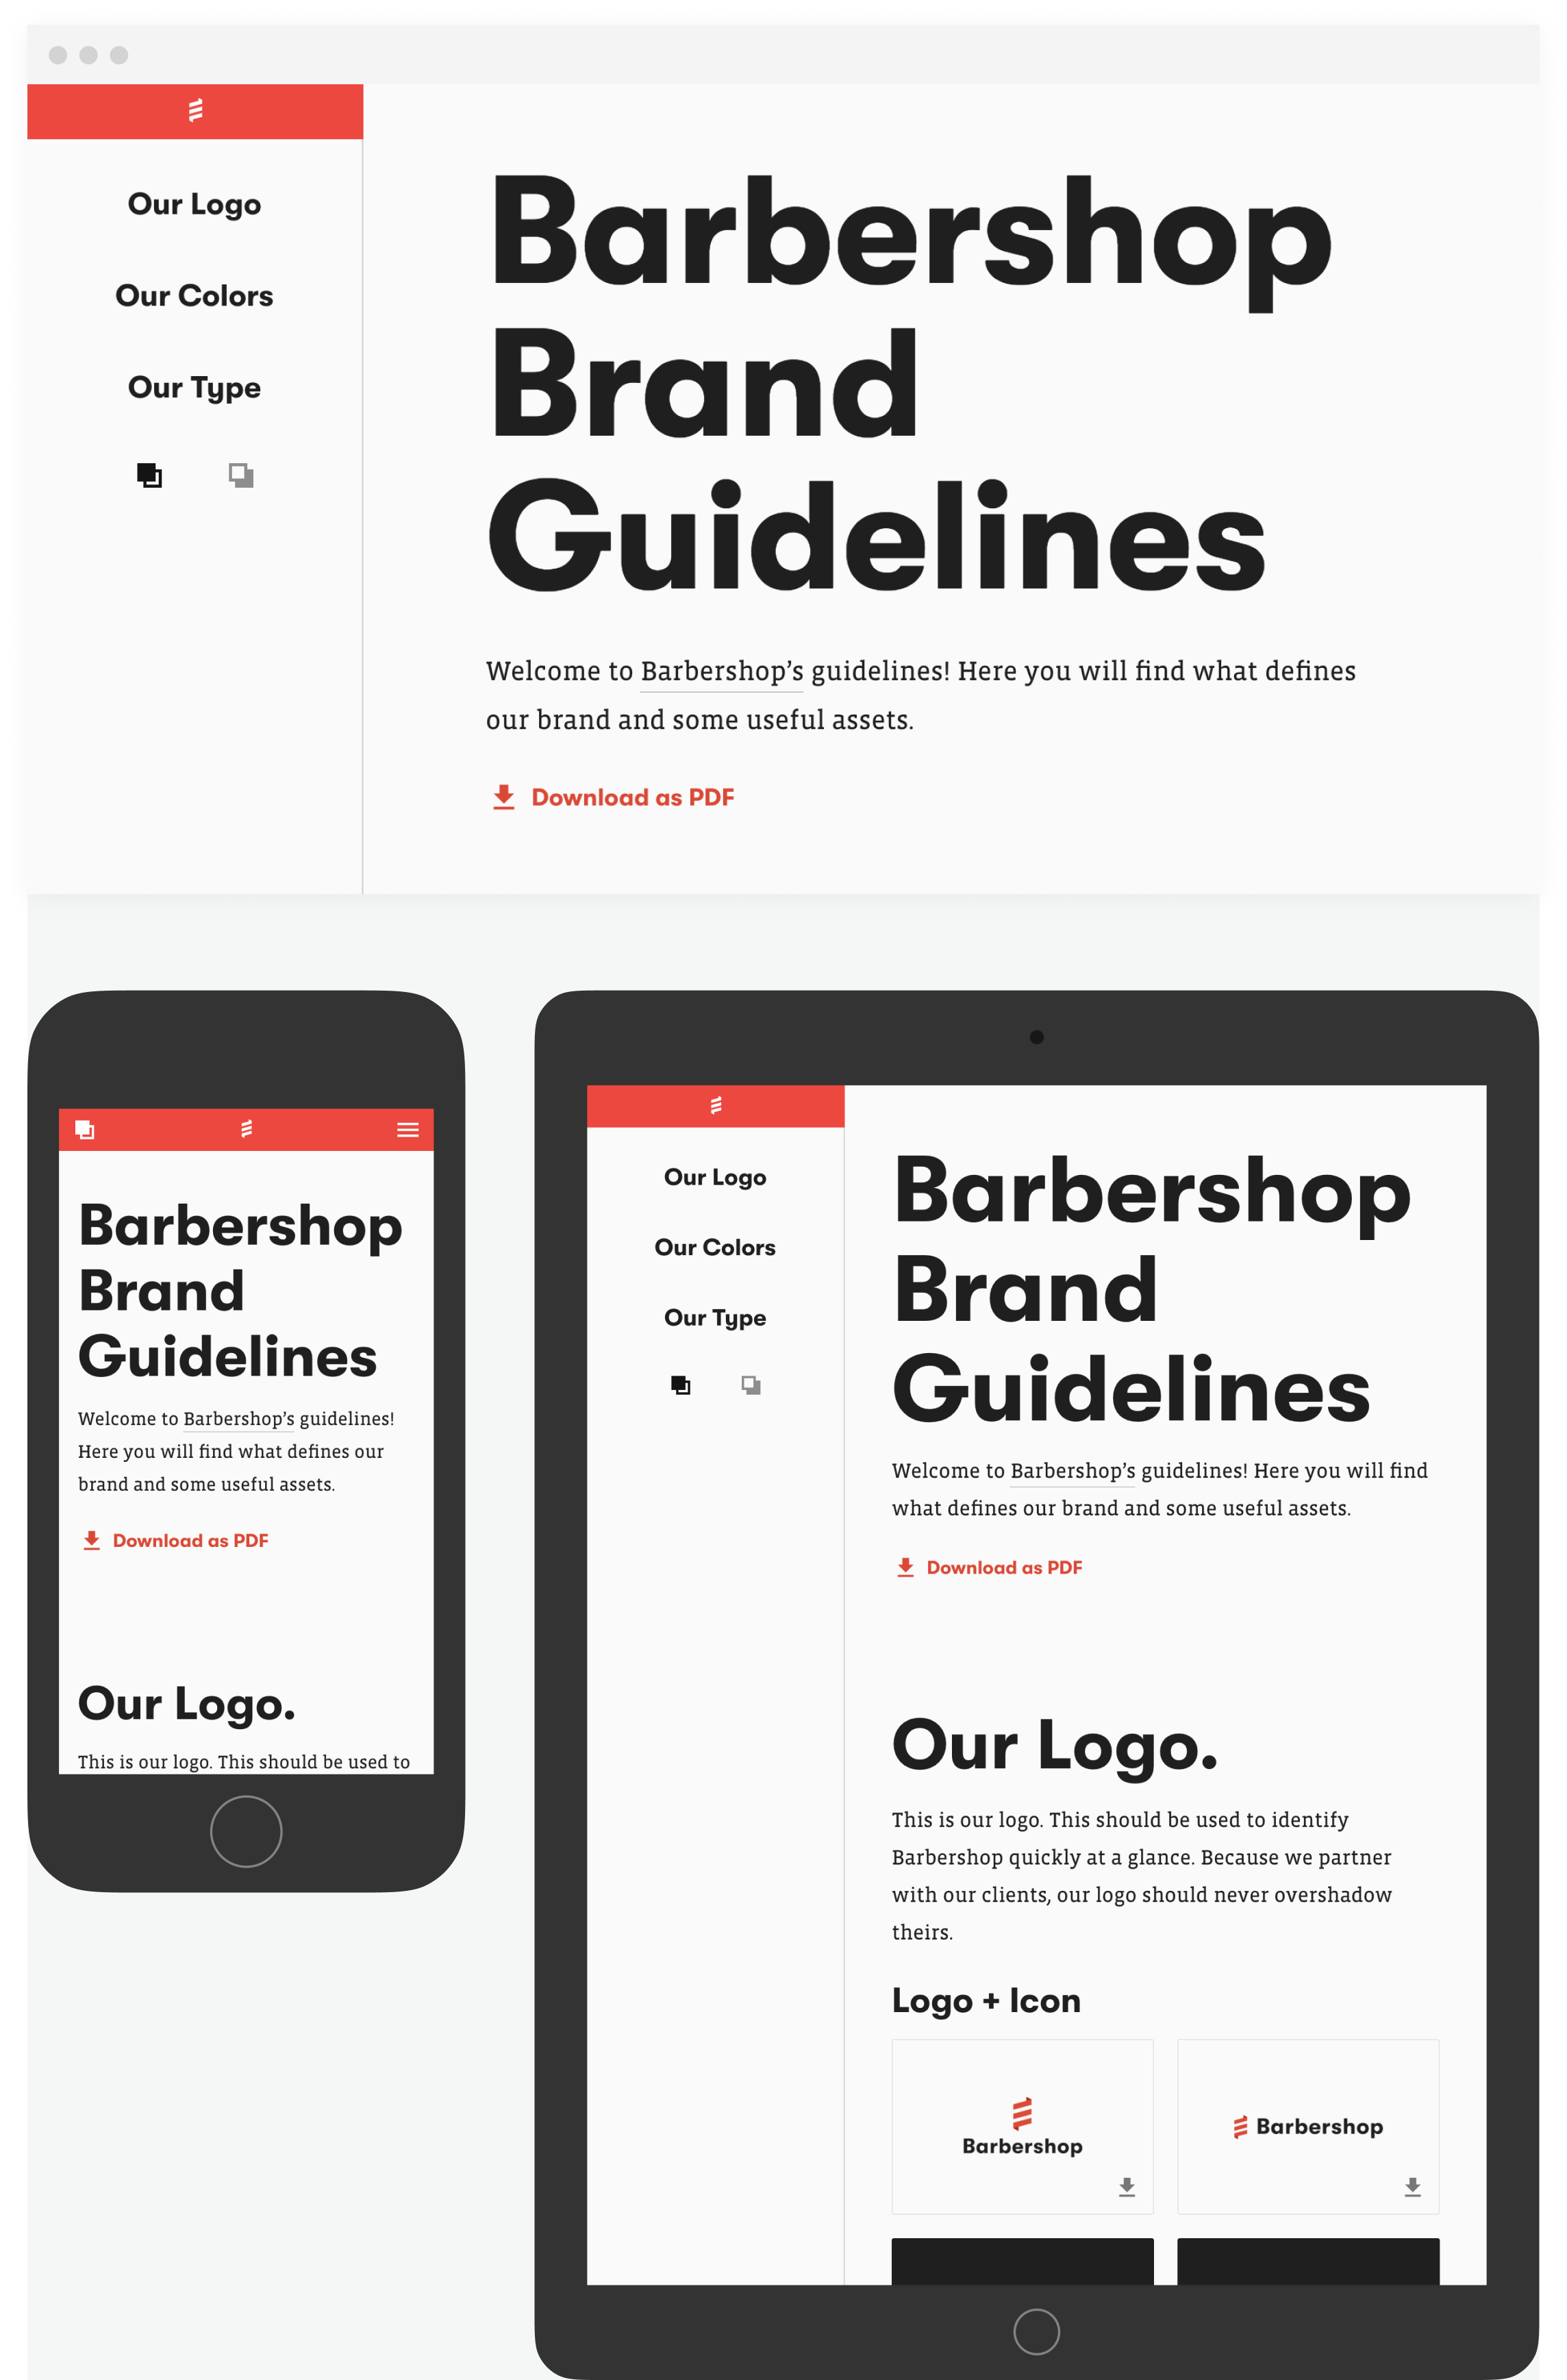 Our Logo
Our Colors
Our Type
Barbershop
Brand
Guidelines
Welcome to Barbershop’s guidelines! Here you will find what defines
our brand and some useful assets.
Download as PDF
Barbershop
Brand
Guidelines
Welcome to Barbershop’s guidelines!
Here you will find what defines our
brand and some useful assets.
Download as PDF
Our Logo.
This is our logo. This should be used to
Our Logo
Our Colors
Our Type
Barbershop
Brand
Guidelines
Welcome to Barbershop’s guidelines! Here you will find
what defines our brand and some useful assets.
Download as PDF
Our Logo.
This is our logo. This should be used to identify
Barbershop quickly at a glance. Because we partner
with our clients, our logo should never overshadow
theirs.
Logo + Icon
Barbershop
Barbershop